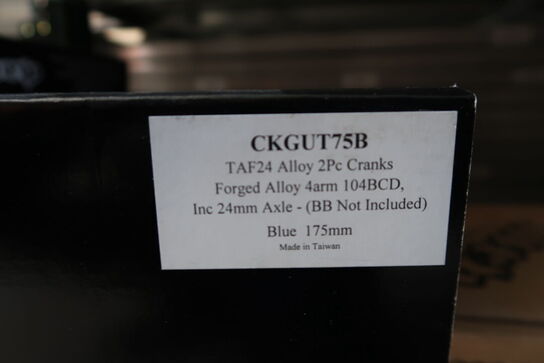 CKGUT75B
TAF24 Alloy 2Pc Cranks
Forged Alloy 4arm 104BCD,
Inc 24mm Axle - (BB Not Included)
Blue 175mm
Made in Taiwan